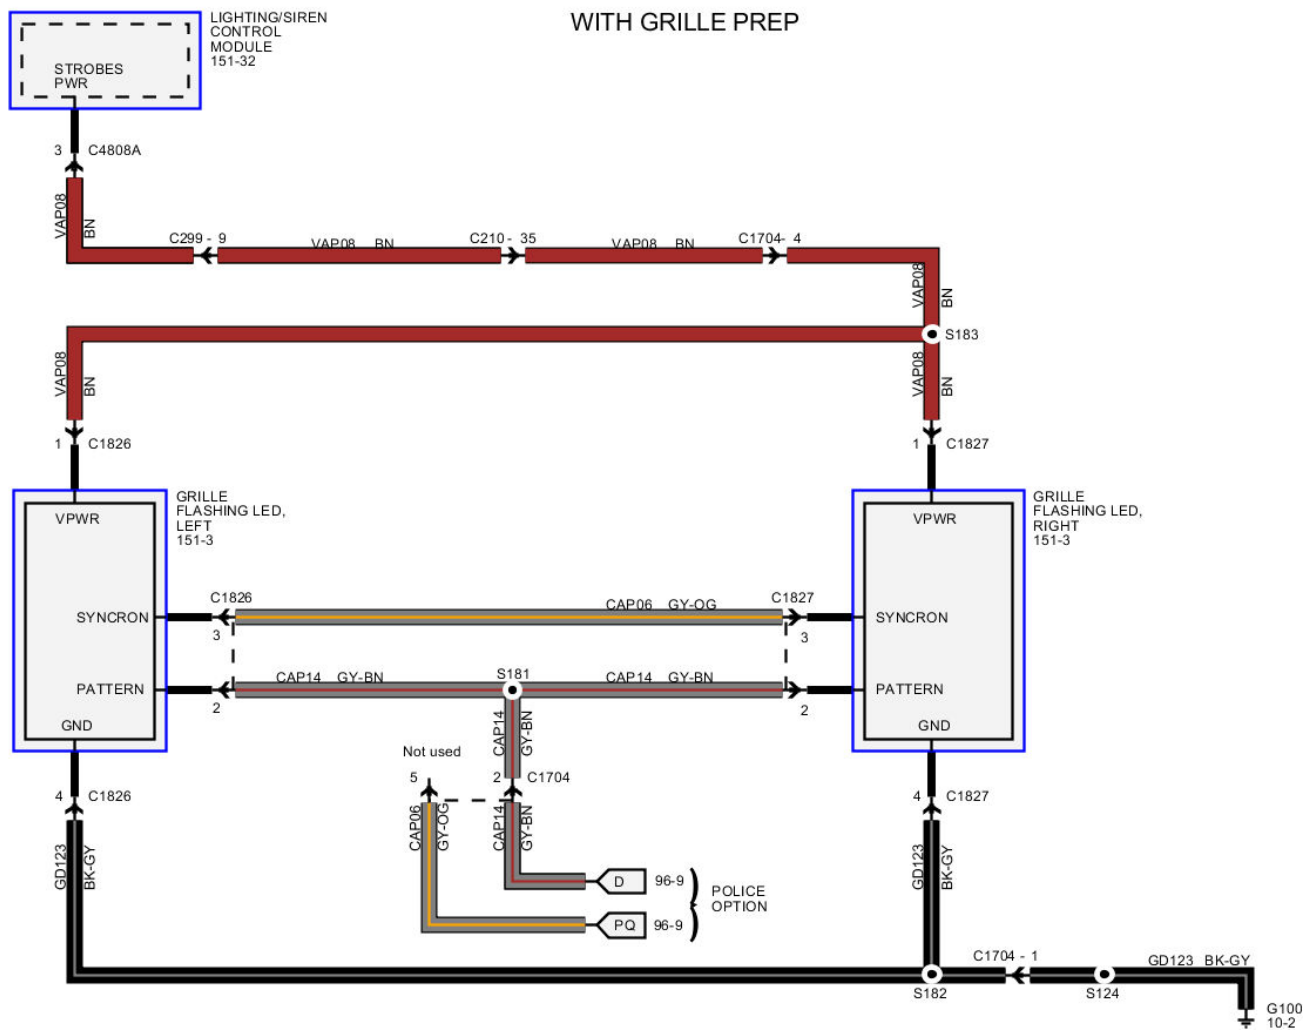 WITH GRILLE PREP
LIGHTING/SIREN
CONTROL
MODULE
151-32
STROBES
PWR
3 C4808A
VAP08 BN
C299 - 9
VAP08 BN
C210 - 35
VAP08 BN
C1704- 4
VAP08 BN
S183
VAP08 BN
VAP08 BN
1 C1826
1 C1827
GRILLE
FLASHING LED,
LEFT
151-3
VPWR
GRILLE
FLASHING LED,
RIGHT
151-3
VPWR
SYNCRON
C1826
3
CAP06 GY-OG
C1827
3
SYNCRON
PATTERN
2
CAP14 GY-BN
S181
CAP14 GY-BN
2
PATTERN
GND
GND
CAP14 GY-BN
Not used
5
2 C1704
4 C1826
4 C1827
CAP06 GY-OG
CAP14 GY-BN
GD123 BK-GY
GD123 BK-GY
D 96-9
PQ 96-9
POLICE
OPTION
S182
C1704 - 1
S124
GD123 BK-GY
G100
10-2